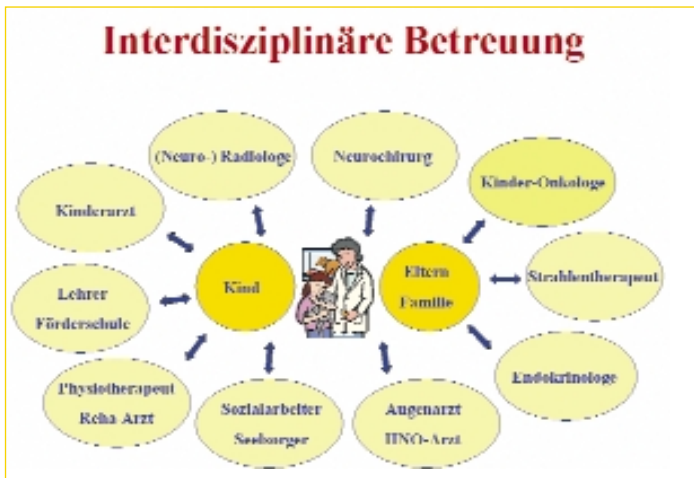 Interdisziplinäre Betreuung
(Neuro-) Radiologe
Neurochirurg
Kinder-Onkologe
Kinderarzt
Kind
Eltern
Familie
Strahlentherapeut
Lehrer
Förderschule
Endokrinologe
Physiotherapeut
Reha Arzt
Sozialarbeiter
Seelsorger
Augenarzt
HNO-Arzt